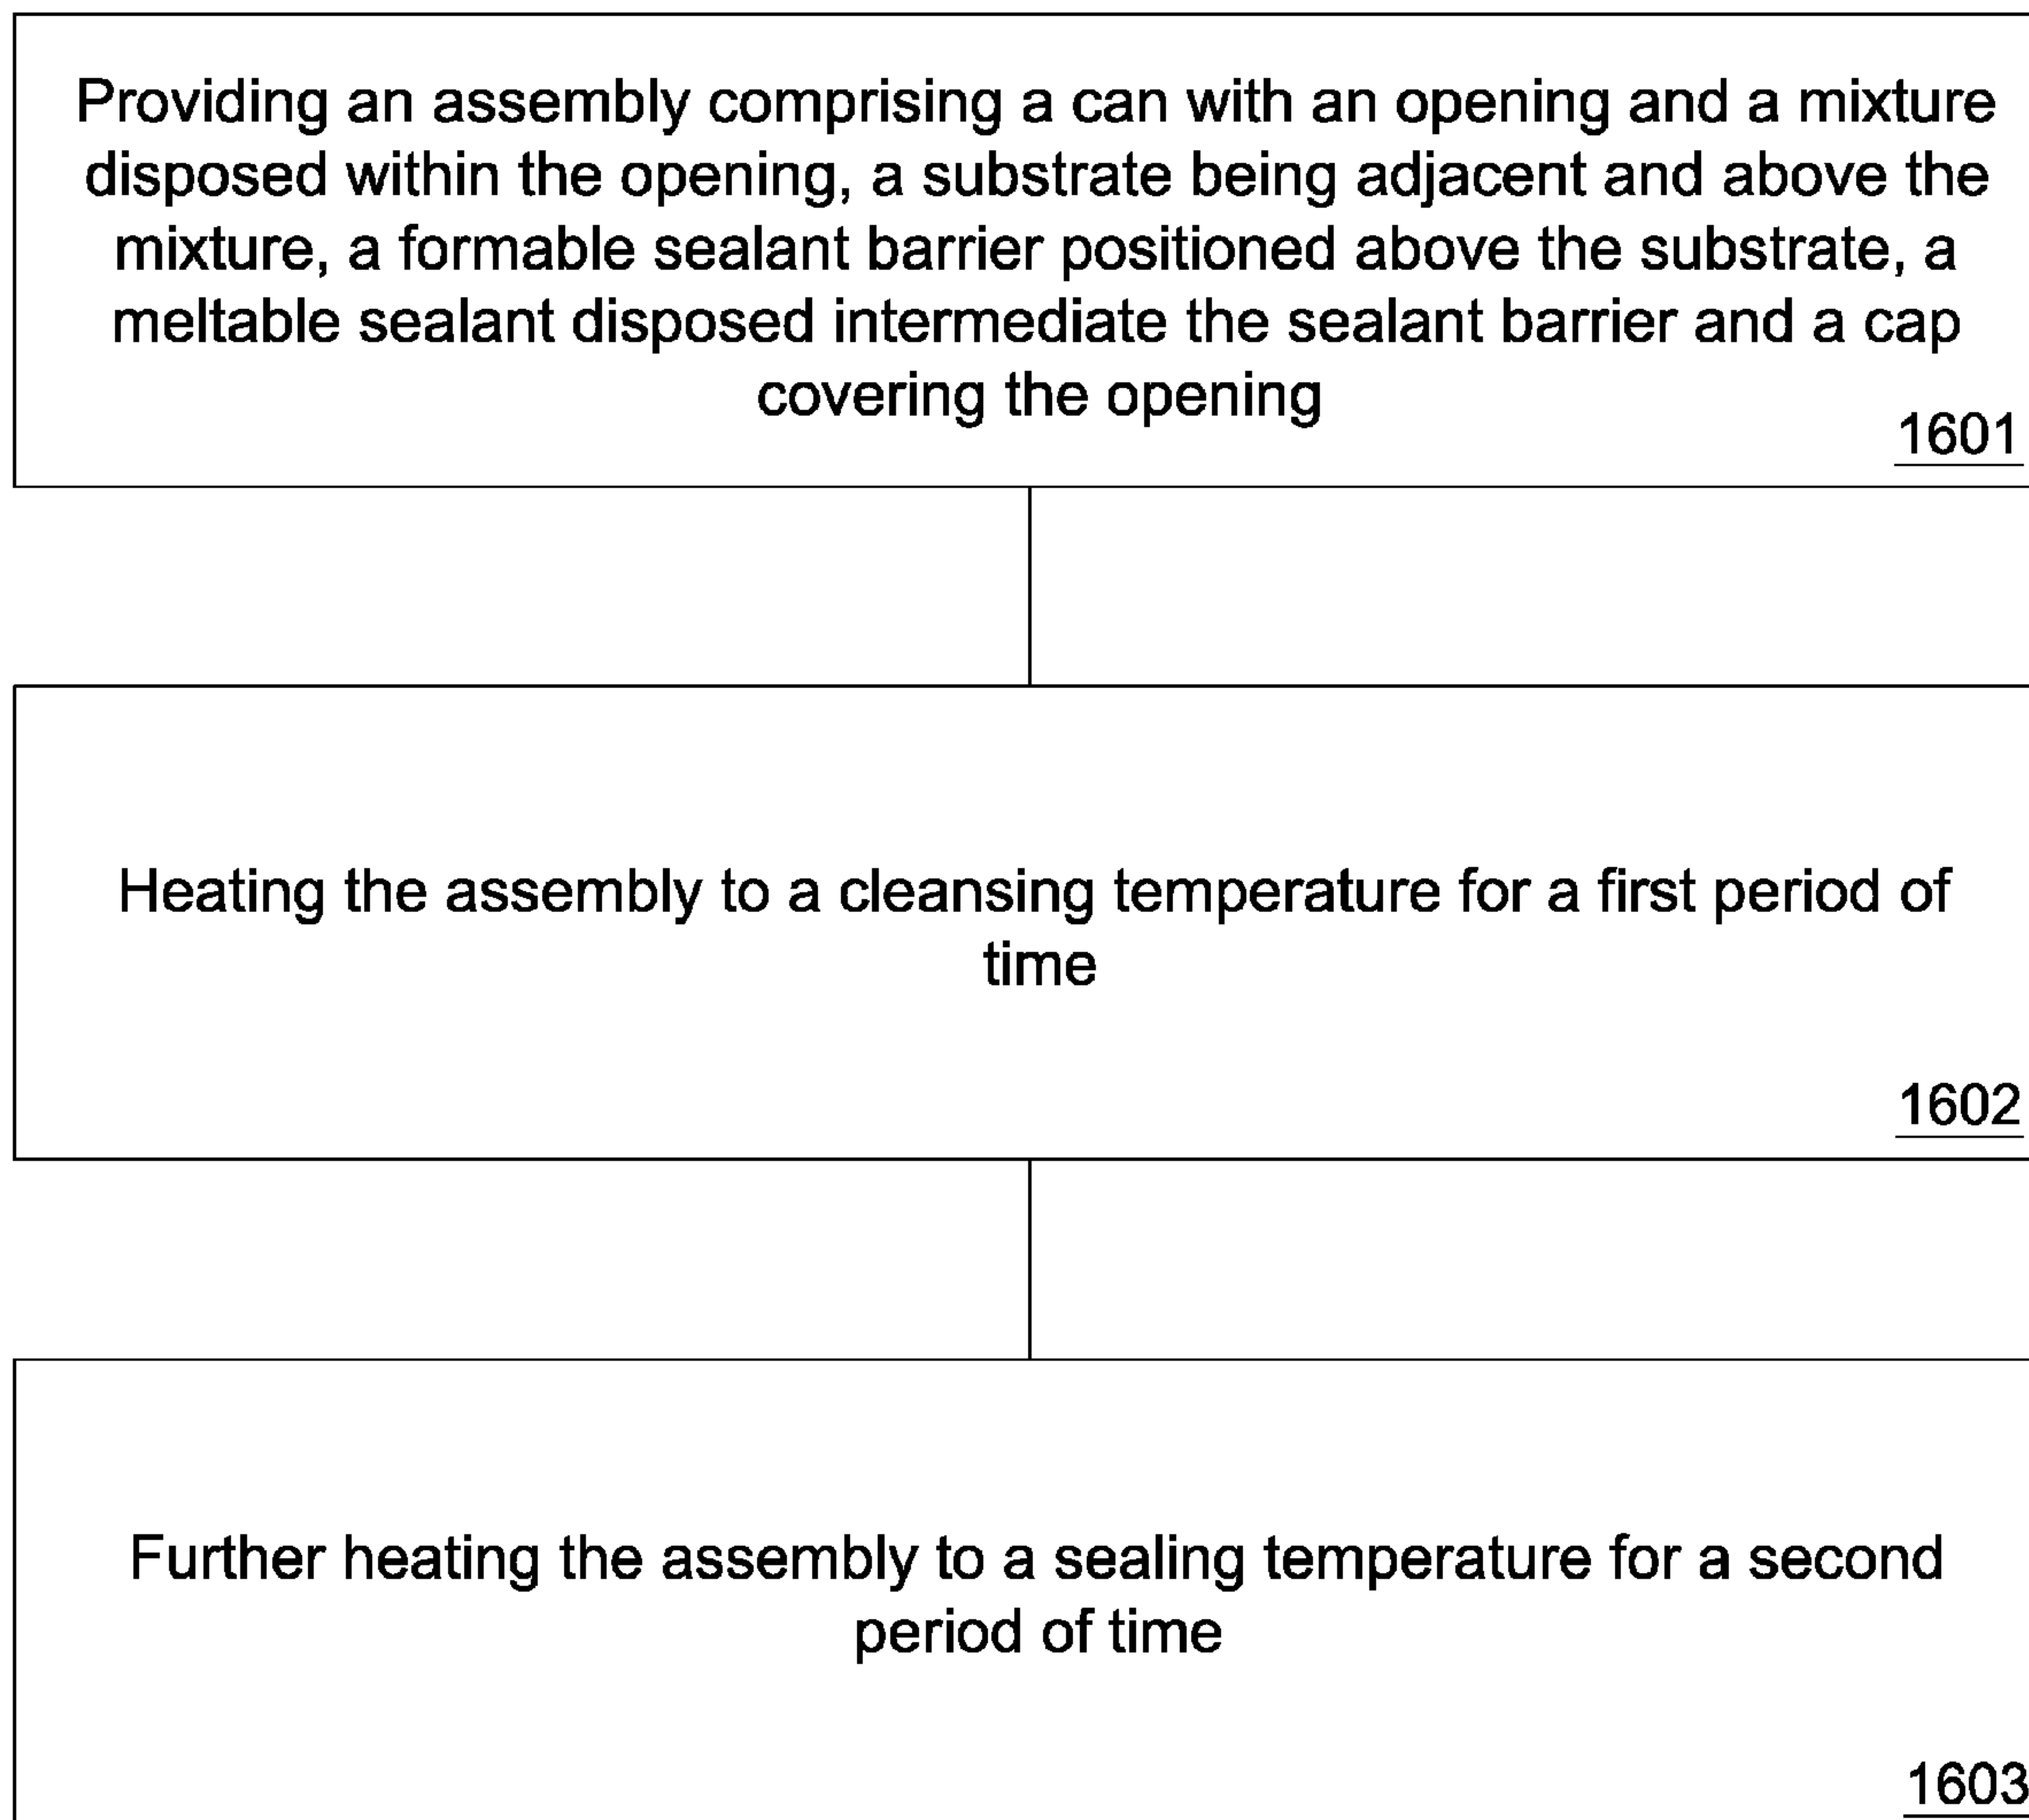 Providing an assembly comprising a can with an opening and a mixture
disposed within the opening, a substrate being adjacent and above the
mixture, a formable sealant barrier positioned above the substrate, a
meltable sealant disposed intermediate the sealant barrier and a cap
covering the opening
1601
Heating the assembly to a cleansing temperature for a first period of
time
1602
Further heating the assembly to a sealing temperature for a second
period of time
1603